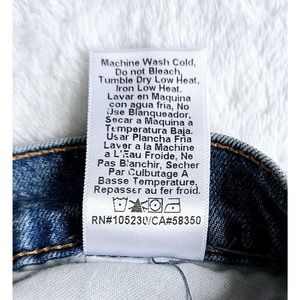 Machine Wash Cold,
Do not Bleach,
Tumble Dry Low Heat,
Iron Low Heat.
Lavar en Maquina
con agua fria, No
Use Blanqueador,
Secar a Maquina a
Temperatura Baja.
Usar Plancha Fria
Laver a la Machine
a L'Eau Froide, Ne
Pas Blanchir, Secher
Par Culbutage A
Basse Temperature,
Repasser au fer froid.
RN#105230/CA#58350